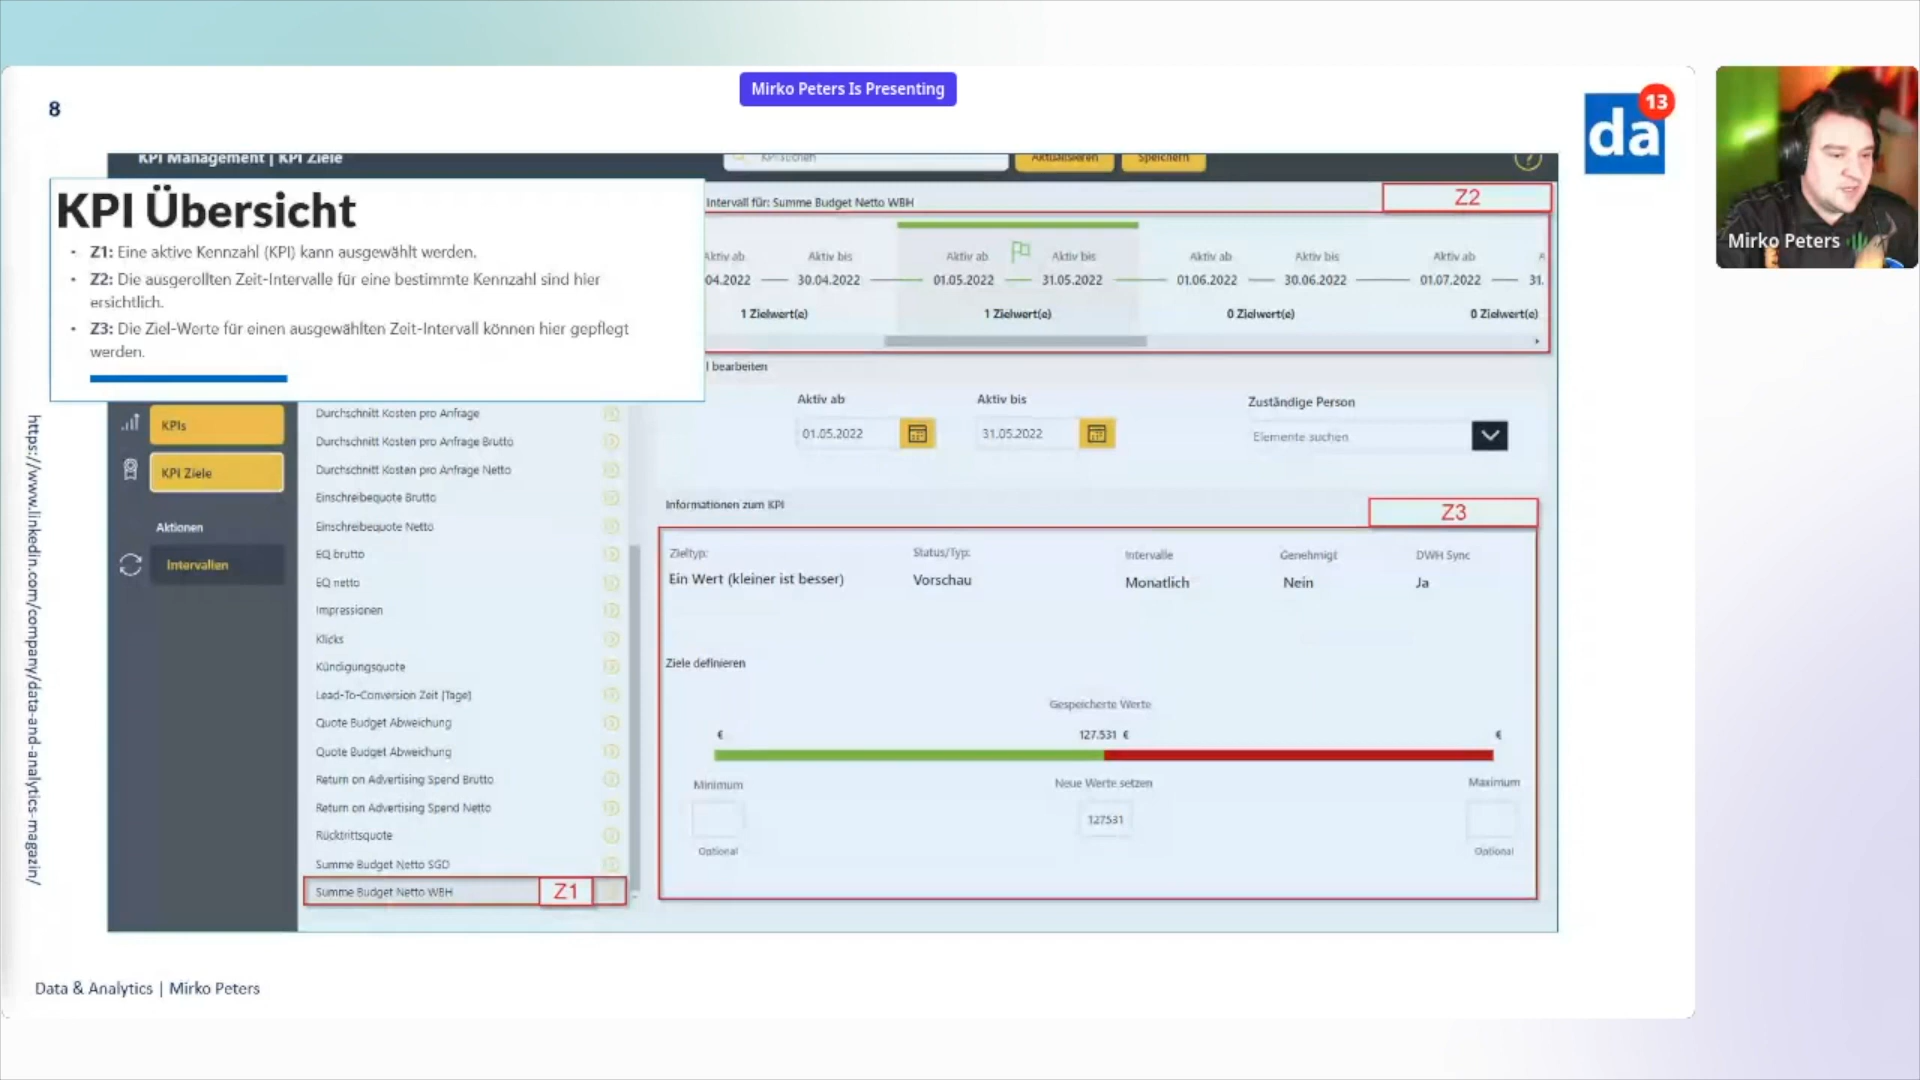 Mirko Peters Is Presenting
8
da
13
Mirko Peters
KPI Management | KPI Ziele
KPI suchen
Aktualisieren
Speichern
?
KPI Übersicht
• Z1: Eine aktive Kennzahl (KPI) kann ausgewählt werden.
• Z2: Die ausgerollten Zeit-Intervalle für eine bestimmte Kennzahl sind hier
ersichtlich.
• Z3: Die Ziel-Werte für einen ausgewählten Zeit-Intervall können hier gepflegt
werden.
Intervall für: Summe Budget Netto WBH
Z2
Aktiv ab Aktiv bis Aktiv ab Aktiv bis Aktiv ab Aktiv bis Aktiv ab A
04.2022 30.04.2022 01.05.2022 31.05.2022 01.06.2022 30.06.2022 01.07.2022 31.
1 Zielwert(e) 1 Zielwert(e) 0 Zielwert(e) 0 Zielwert(e)
l bearbeiten
Aktiv ab
01.05.2022
Aktiv bis
31.05.2022
Zuständige Person
Elemente suchen
KPIs
KPI Ziele
Aktionen
Intervallen
Durchschnitt Kosten pro Anfrage
Durchschnitt Kosten pro Anfrage Brutto
Durchschnitt Kosten pro Anfrage Netto
Einschreibequote Brutto
Einschreibequote Netto
EQ brutto
EQ netto
Impressionen
Klicks
Kündigungsquote
Lead-To-Conversion Zeit [Tage]
Quote Budget Abweichung
Quote Budget Abweichung
Return on Advertising Spend Brutto
Return on Advertising Spend Netto
Rücktrittsquote
Summe Budget Netto SGD
Summe Budget Netto WBH
Z1
Informationen zum KPI
Z3
Zieltyp: Status/Typ: Intervalle Genehmigt DWH Sync
Ein Wert (kleiner ist besser) Vorschau Monatlich Nein Ja
Ziele definieren
Gespeicherte Werte
€ 127.531 € €
Minimum Neue Werte setzen Maximum
127531
Optional Optional
https://www.linkedin.com/company/data-and-analytics-magazin/
Data & Analytics | Mirko Peters